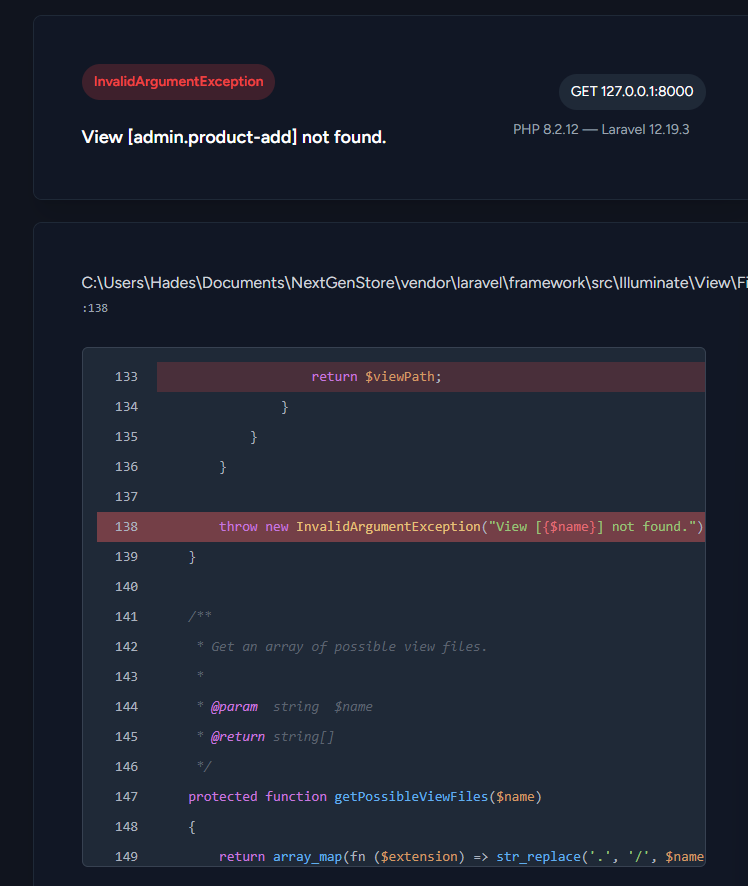 InvalidArgumentException
GET 127.0.0.1:8000
View [admin.product-add] not found.
PHP 8.2.12 — Laravel 12.19.3
C:\Users\Hades\Documents\NextGenStore\vendor\laravel\framework\src\Illuminate\View\Fi
:138
133 return $viewPath;
134 }
135 }
136 }
137
138 throw new InvalidArgumentException("View [{$name}] not found.")
139 }
140
141 /**
142 * Get an array of possible view files.
143 *
144 * @param string $name
145 * @return string[]
146 */
147 protected function getPossibleViewFiles($name)
148 {
149 return array_map(fn ($extension) => str_replace('.', '/', $name